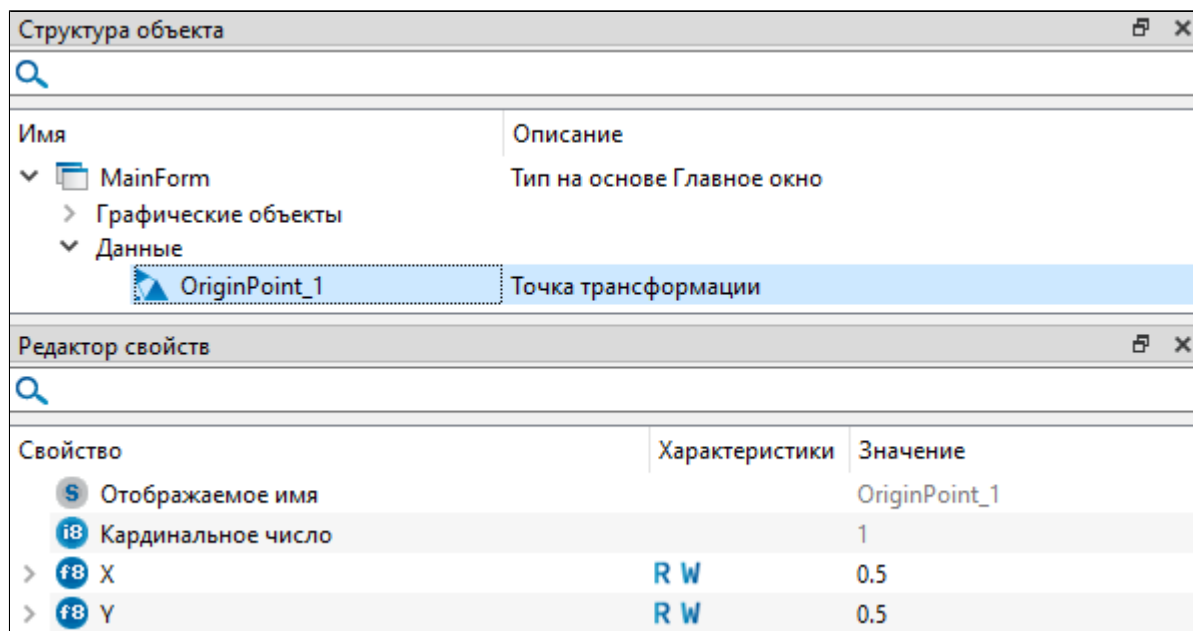 Структура объекта
Имя Описание
MainForm Тип на основе Главное окно
Графические объекты
Данные
OriginPoint_1 Точка трансформации
Редактор свойств
Свойство Характеристики Значение
S Отображаемое имя OriginPoint_1
i8 Кардинальное число 1
f8 X R W 0.5
f8 Y R W 0.5